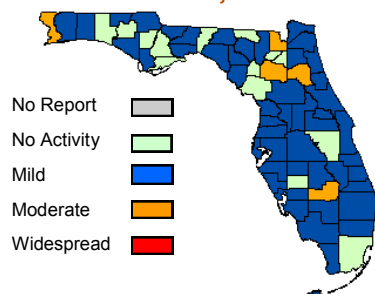 No Report
No Activity
Mild
Moderate
Widespread